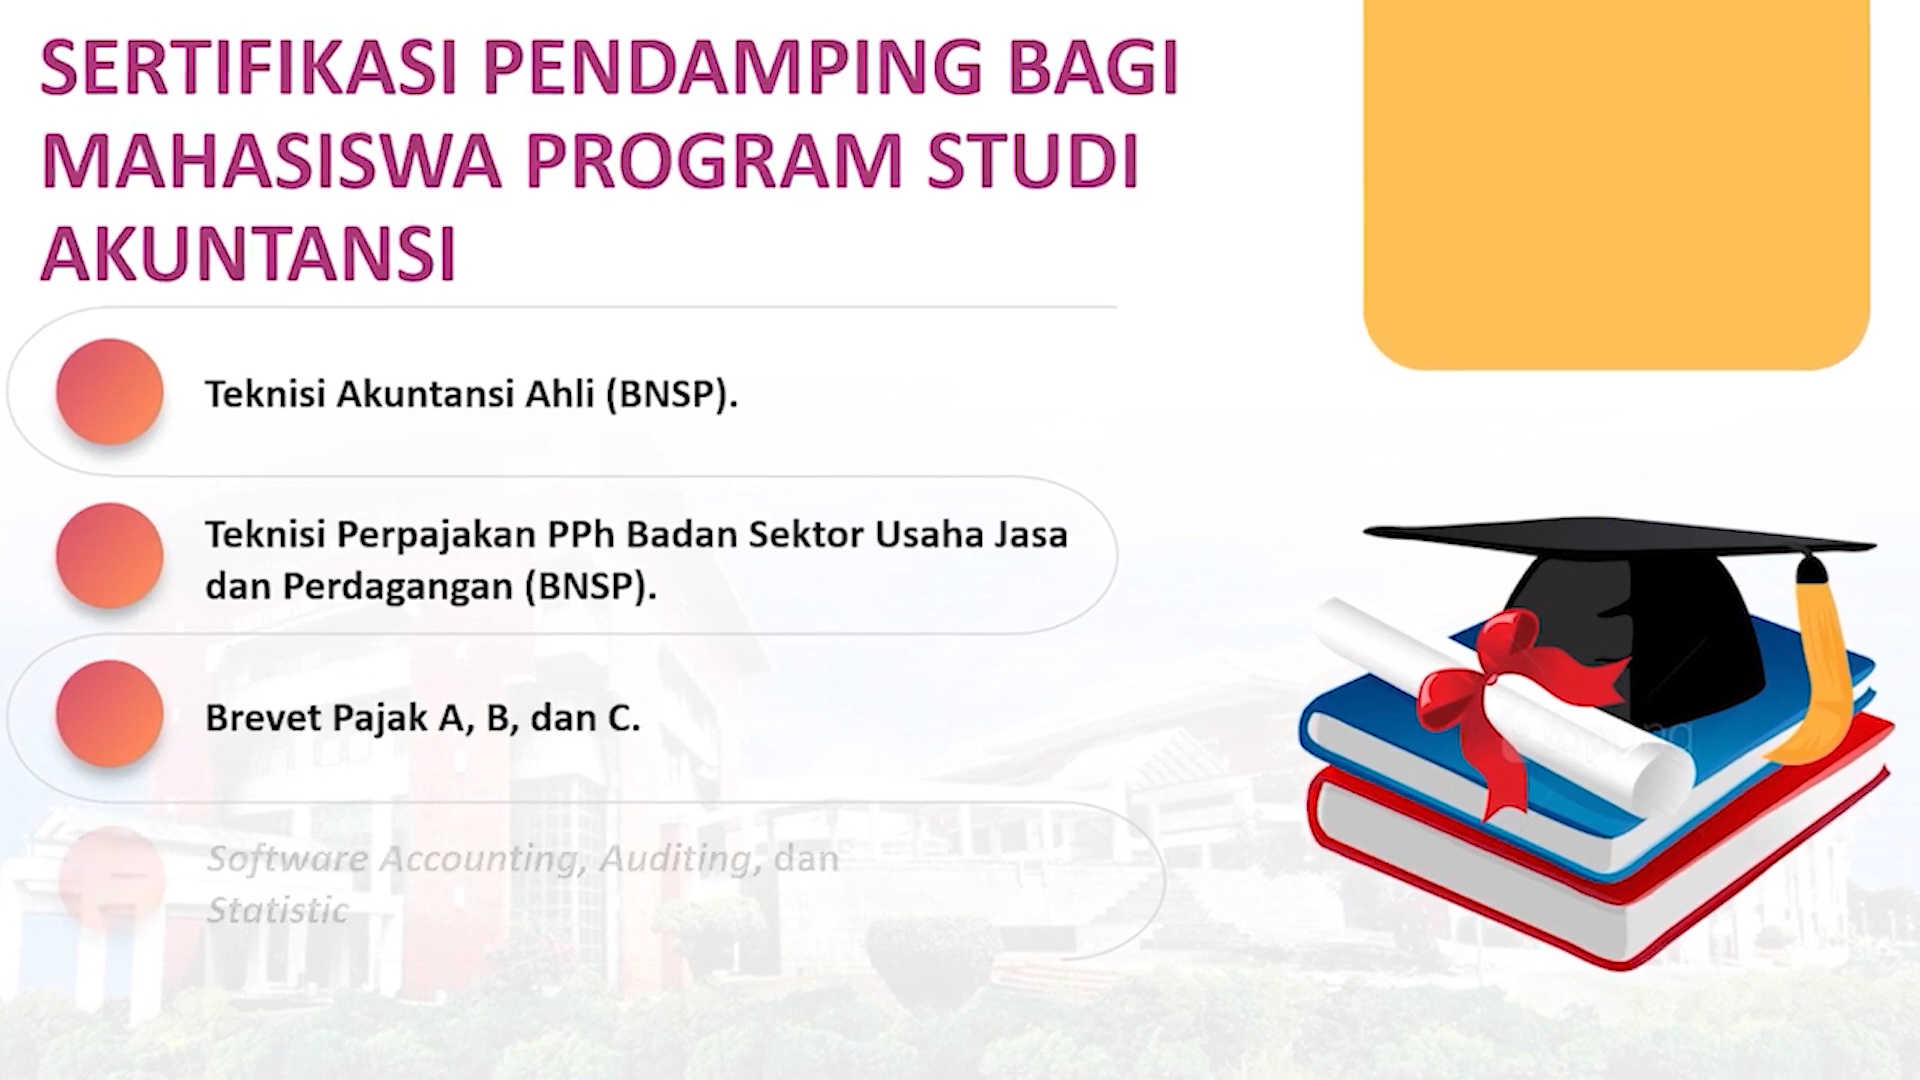 SERTIFIKASI PENDAMPING BAGI
MAHASISWA PROGRAM STUDI
AKUNTANSI
Teknisi Akuntansi Ahli (BNSP).
Teknisi Perpajakan PPh Badan Sektor Usaha Jasa
dan Perdagangan (BNSP).
Brevet Pajak A, B, dan C.
Software Accounting, Auditing, dan
Statistic